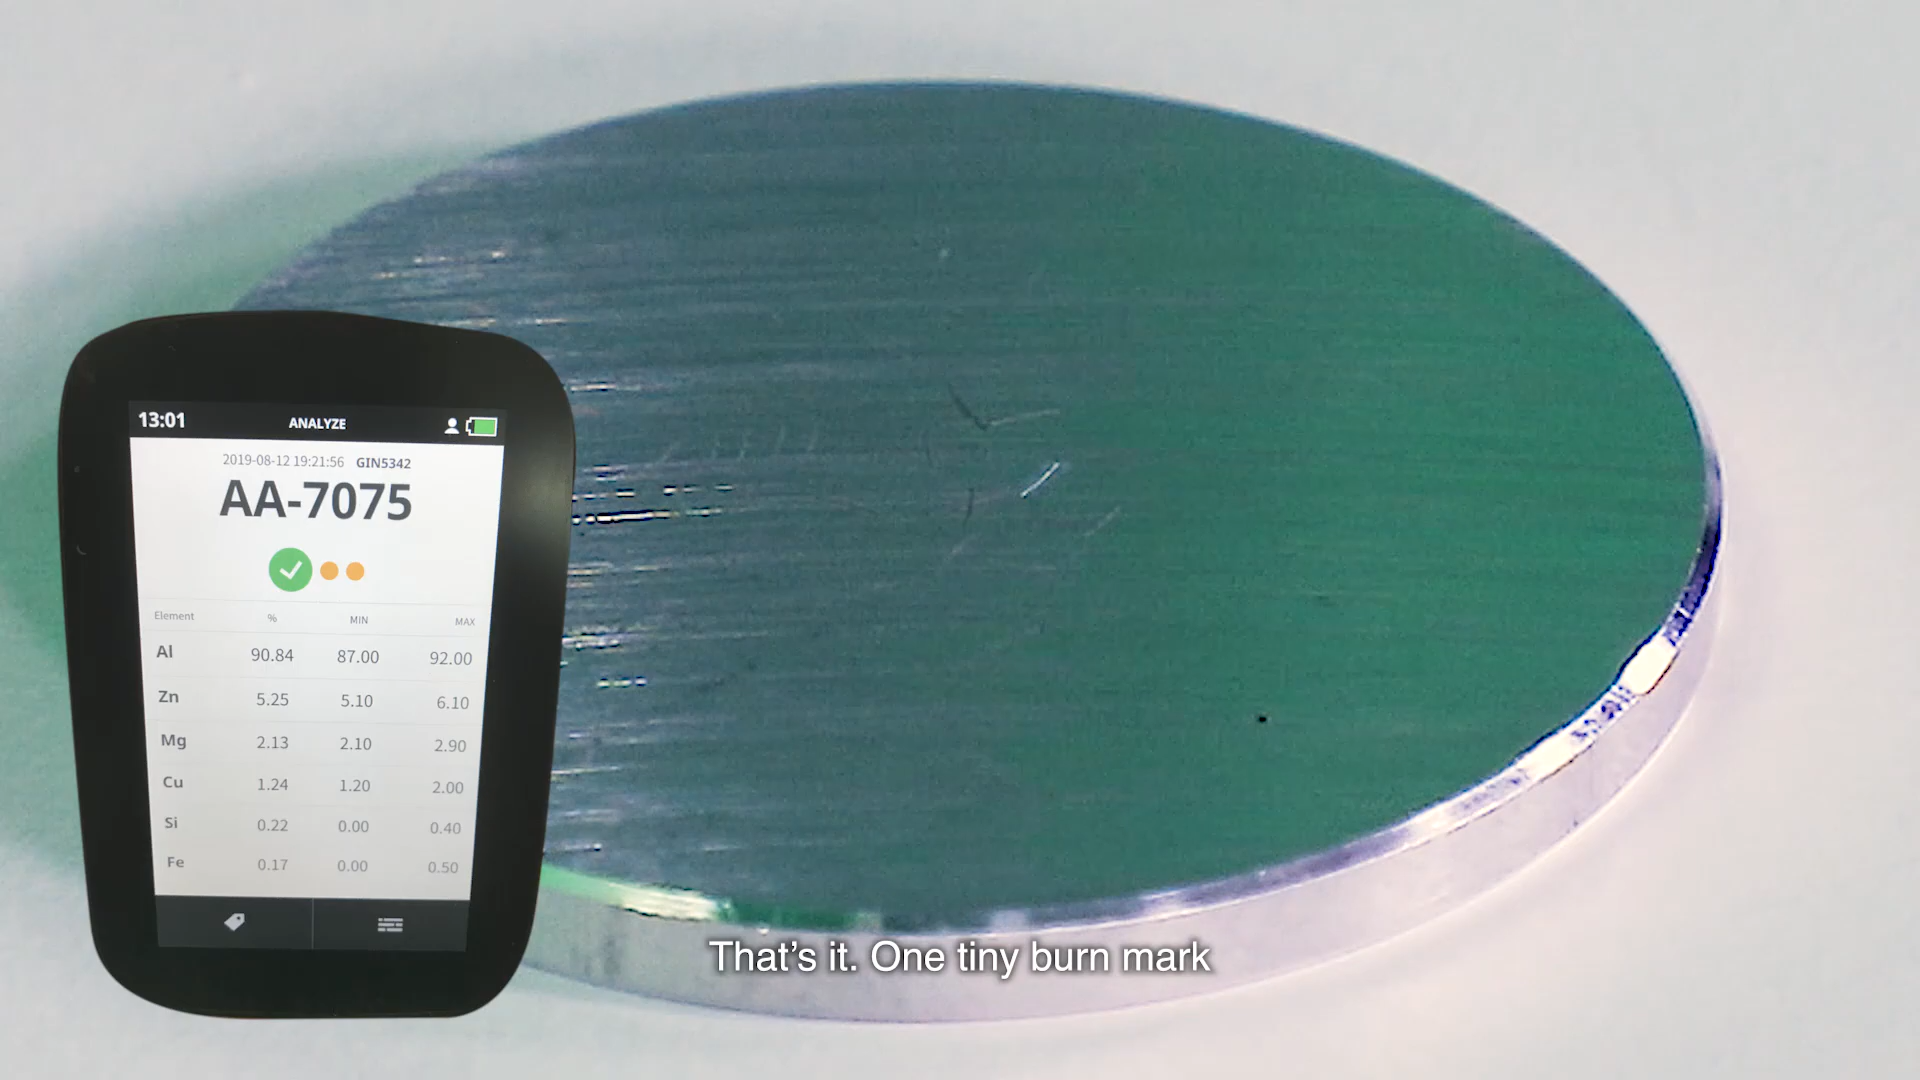 13:01 ANALYZE
2019-08-12 19:21:56 GIN5342
AA-7075
Element % MIN MAX
Al 90.84 87.00 92.00
Zn 5.25 5.10 6.10
Mg 2.13 2.10 2.90
Cu 1.24 1.20 2.00
Si 0.22 0.00 0.40
Fe 0.17 0.00 0.50
That's it. One tiny burn mark